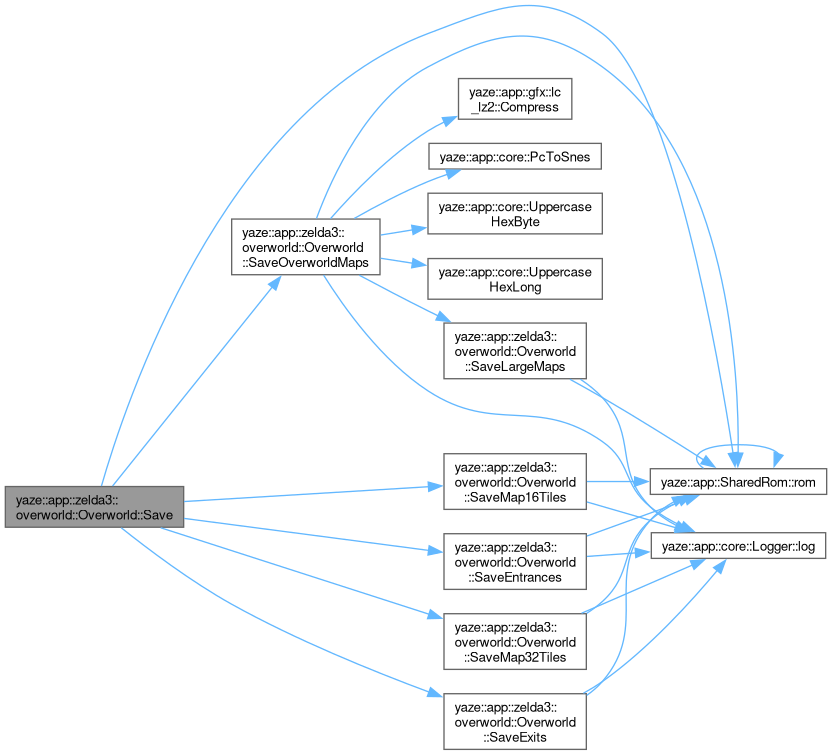 yaze::app::gfx::lc
_lz2::Compress
yaze::app::core::PcToSnes
yaze::app::core::Uppercase
HexByte
yaze::app::zelda3::
overworld::Overworld
::SaveOverworldMaps
yaze::app::core::Uppercase
HexLong
yaze::app::zelda3::
overworld::Overworld
::SaveLargeMaps
yaze::app::zelda3::
overworld::Overworld
::SaveMap16Tiles
yaze::app::SharedRom::rom
yaze::app::zelda3::
overworld::Overworld::Save
yaze::app::zelda3::
overworld::Overworld
::SaveEntrances
yaze::app::core::Logger::log
yaze::app::zelda3::
overworld::Overworld
::SaveMap32Tiles
yaze::app::zelda3::
overworld::Overworld
::SaveExits